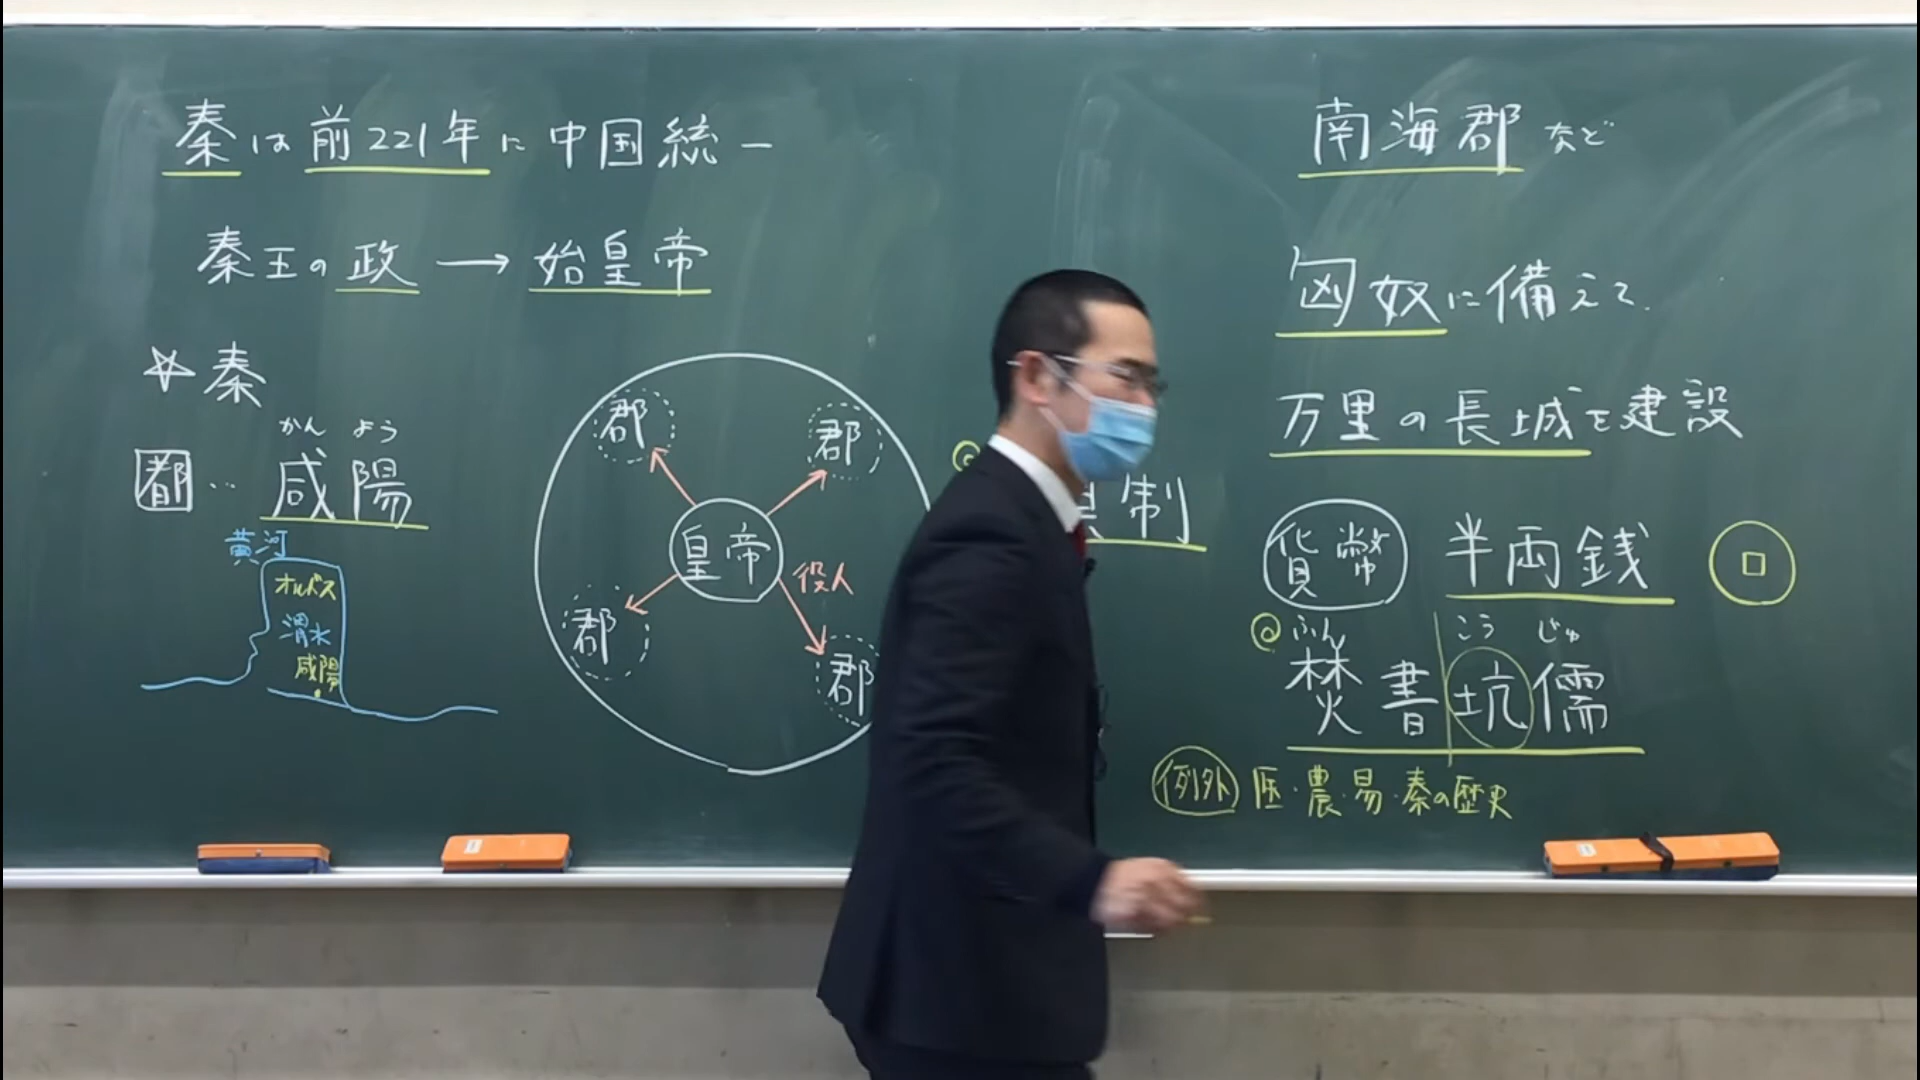 秦は前221年に中国統一
秦王の政→始皇帝
☆秦
かんよう
都…咸陽
黄河
オルドス
渭水
咸陽
郡
郡
皇帝
役人
郡
郡
◎
県制
南海郡など
匈奴に備えて
万里の長城を建設
貨幣 半両銭
◎ふん こう じゅ
焚書坑儒
例外 医・農・易・秦の歴史